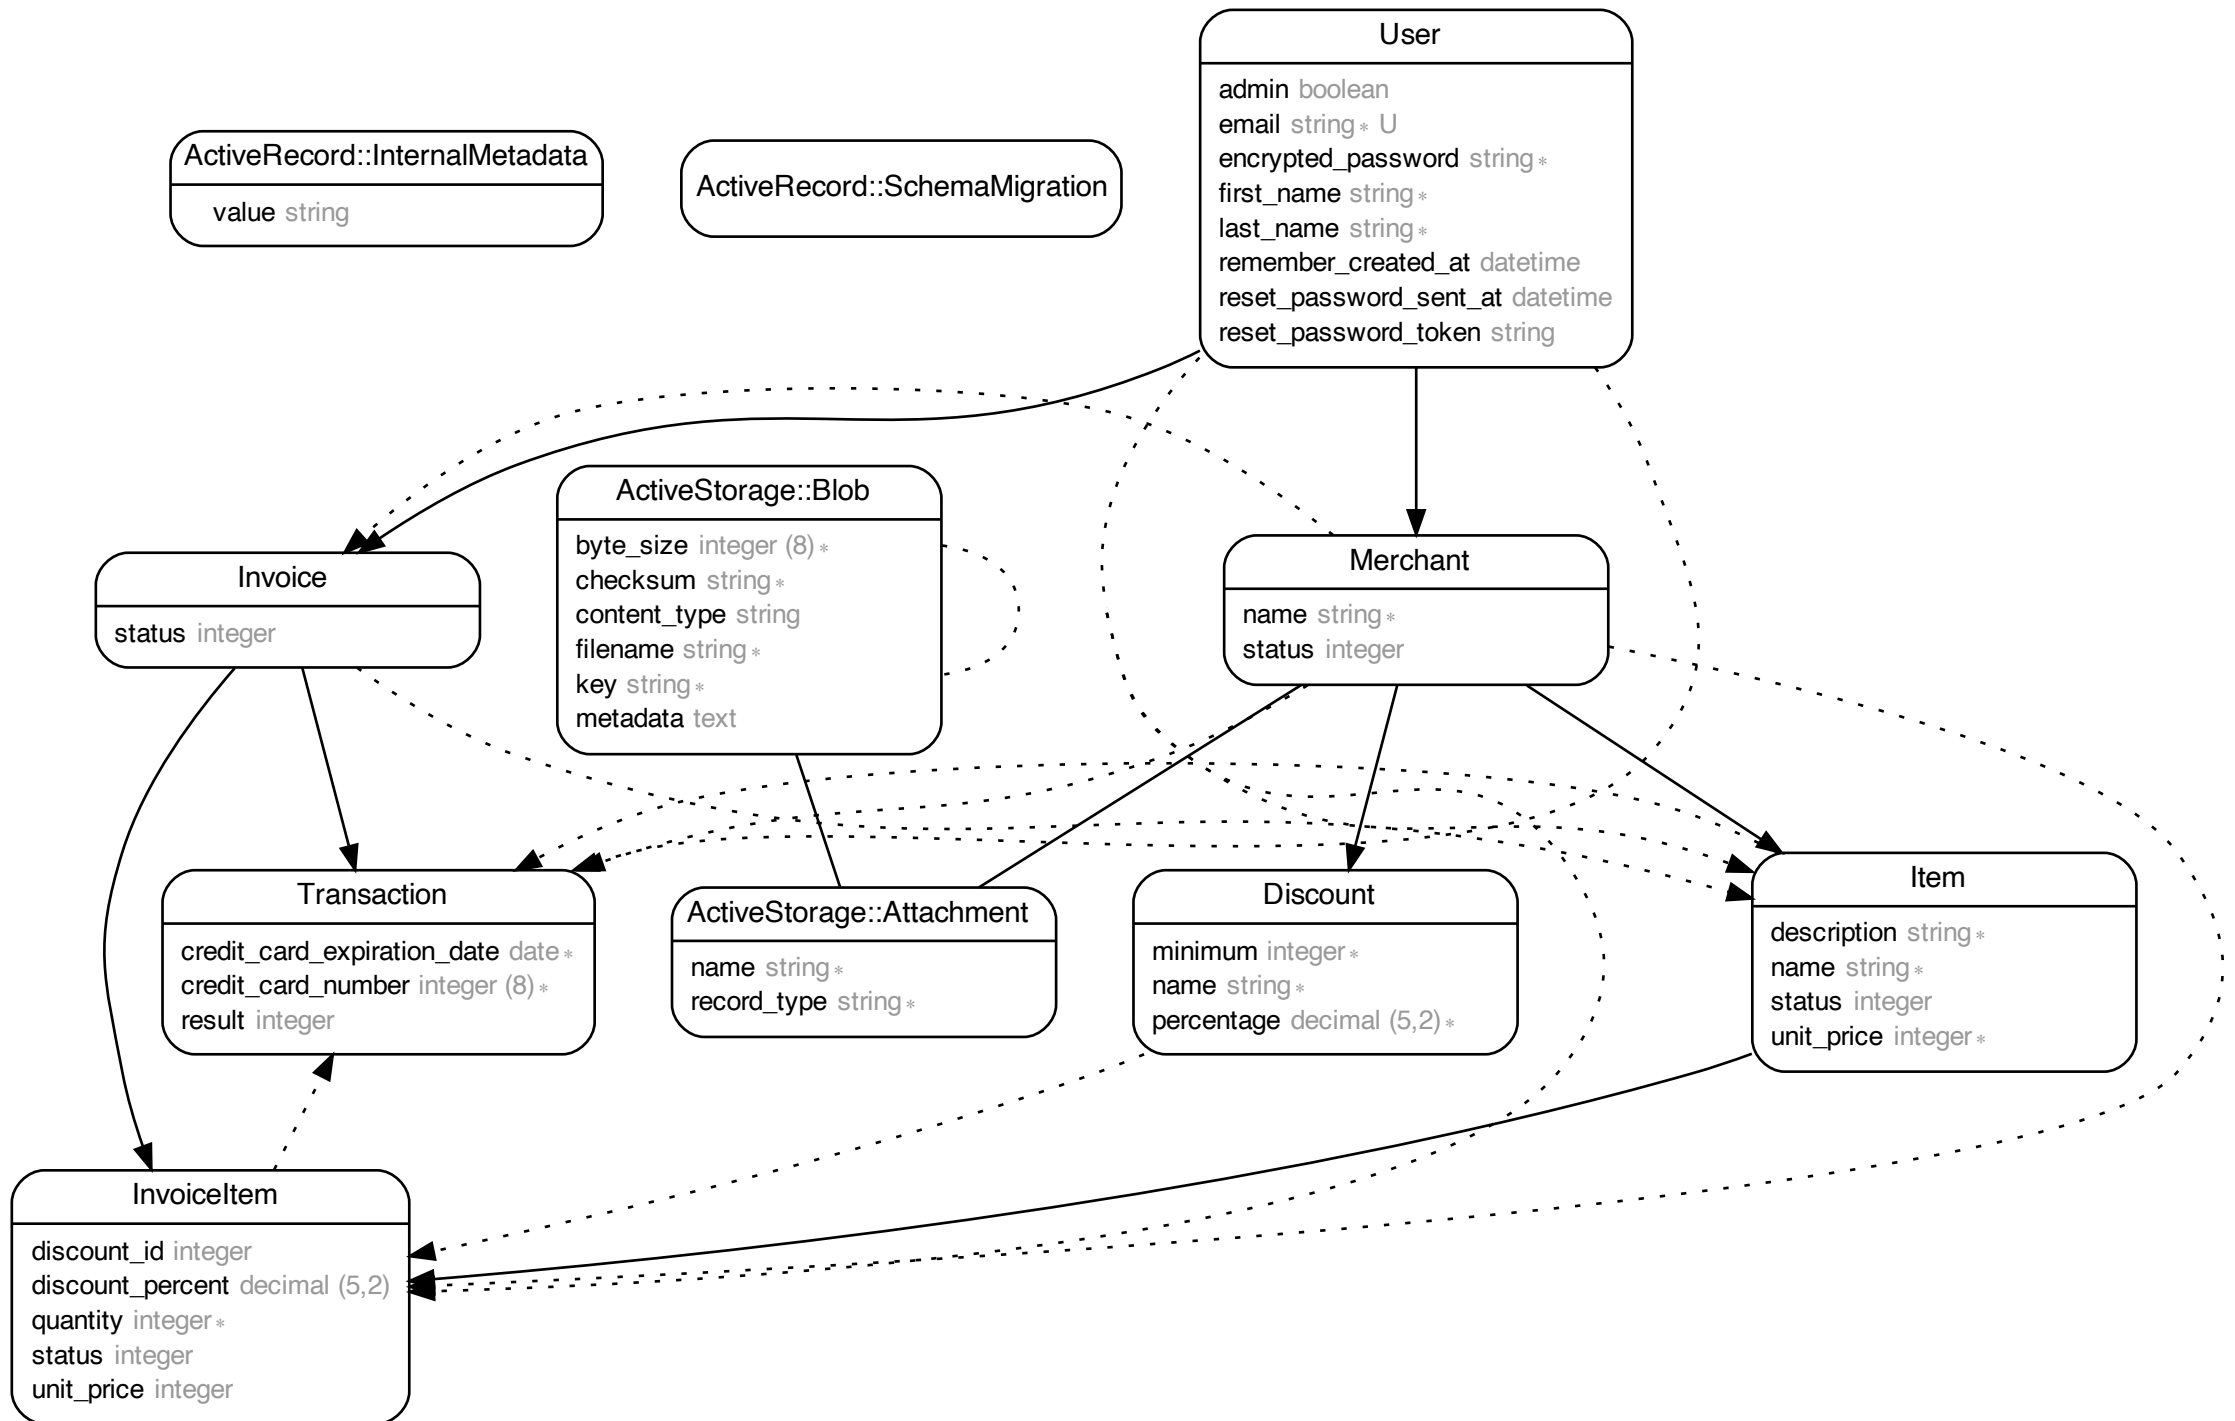 User
admin boolean
email string* U
encrypted_password string*
first_name string*
last_name string*
remember_created_at datetime
reset_password_sent_at datetime
reset_password_token string
ActiveRecord::InternalMetadata
value string
ActiveRecord::SchemaMigration
ActiveStorage::Blob
byte_size integer (8)*
checksum string*
content_type string
filename string*
key string*
metadata text
Invoice
status integer
Merchant
name string*
status integer
Transaction
credit_card_expiration_date date*
credit_card_number integer (8)*
result integer
ActiveStorage::Attachment
name string*
record_type string*
Discount
minimum integer*
name string*
percentage decimal (5,2)*
Item
description string*
name string*
status integer
unit_price integer*
InvoiceItem
discount_id integer
discount_percent decimal (5,2)
quantity integer*
status integer
unit_price integer